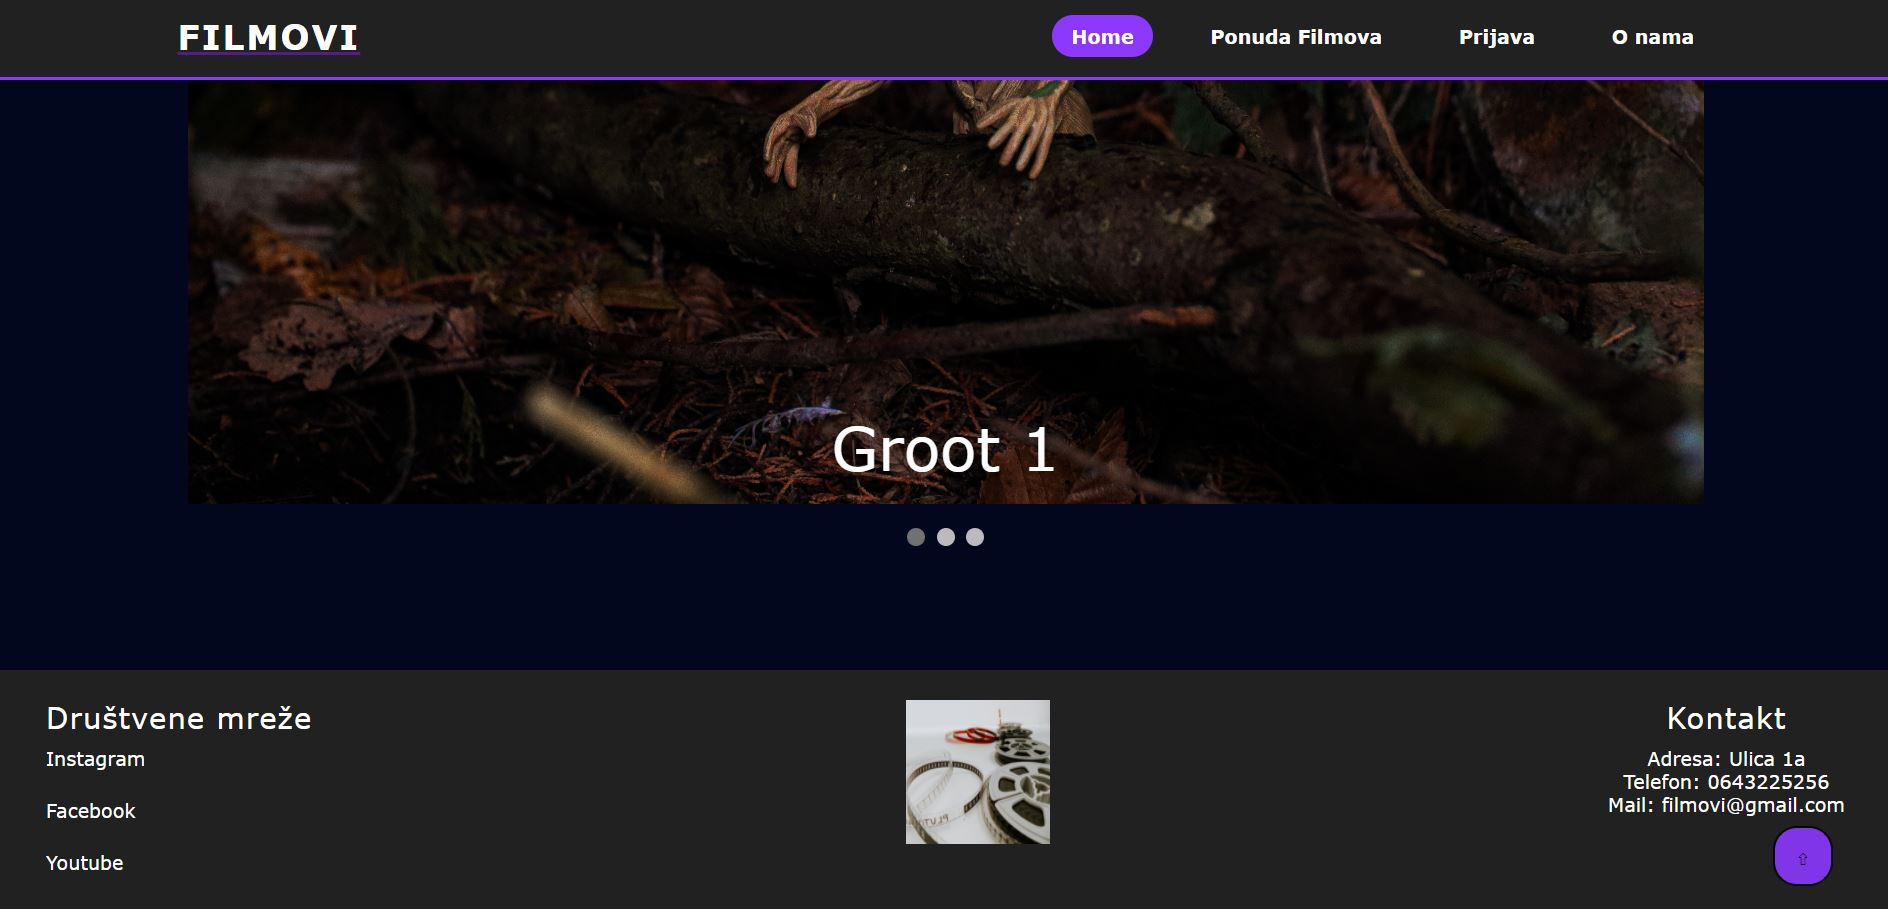 FILMOVI
Home
Ponuda Filmova
Prijava
O nama
Groot 1
Društvene mreže
Instagram
Facebook
Youtube
Kontakt
Adresa: Ulica 1a
Telefon: 0643225256
Mail: filmovi@gmail.com
⇧